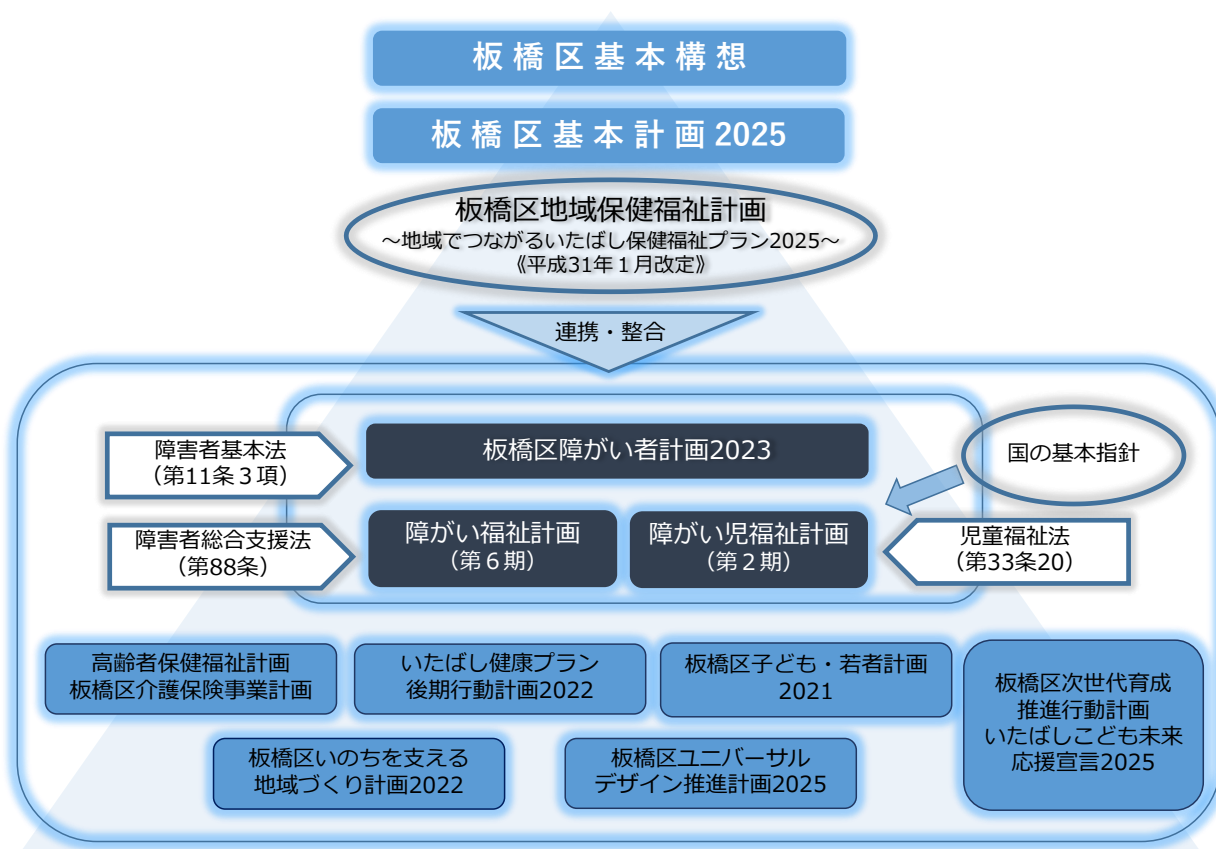 板橋区基本構想
板橋区基本計画2025
板橋区地域保健福祉計画
～地域でつながるいたばし保健福祉プラン2025～
《平成31年１月改定》
連携・整合
障害者基本法
（第11条３項）
板橋区障がい者計画2023
国の基本指針
障害者総合支援法
（第88条）
障がい福祉計画
（第６期）
障がい児福祉計画
（第２期）
児童福祉法
（第33条20）
高齢者保健福祉計画
板橋区介護保険事業計画
いたばし健康プラン
後期行動計画2022
板橋区子ども・若者計画
2021
板橋区次世代育成
推進行動計画
いたばしこども未来
応援宣言2025
板橋区いのちを支える
地域づくり計画2022
板橋区ユニバーサル
デザイン推進計画2025